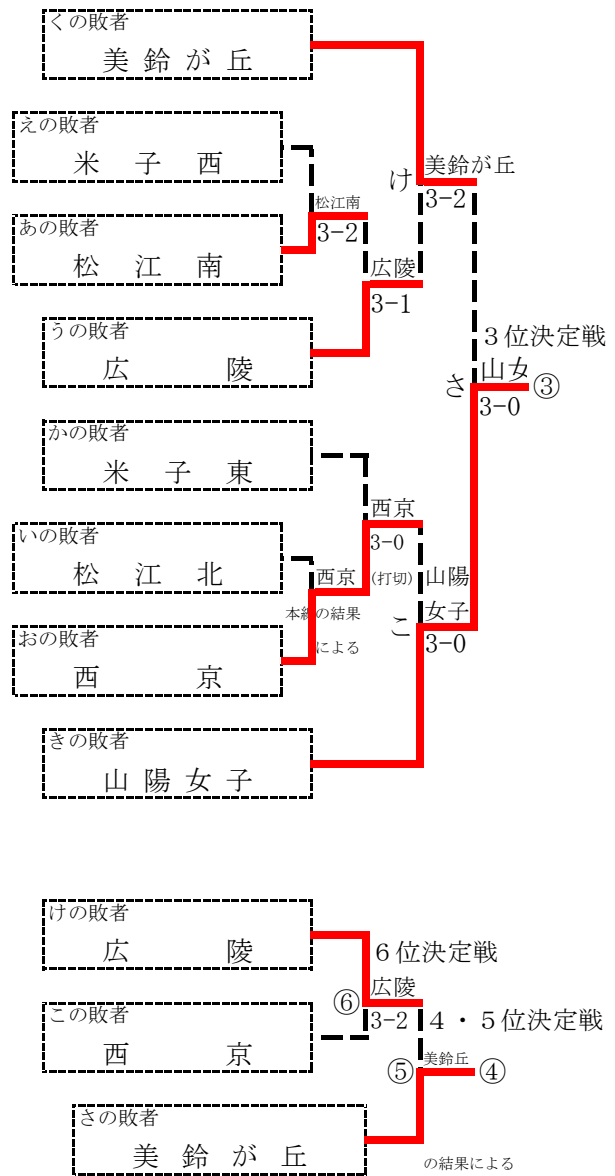 くの敗者
美鈴が丘
えの敗者
米子西
美鈴が丘
け
3-2
松江南
3-2
あの敗者
松江南
広陵
3-1
うの敗者
広陵
3位決定戦
山女
さ
③
3-0
かの敗者
米子東
西京
3-0
いの敗者
松江北
西京
(打切)
山陽
女子
本線の結果
による
こ
3-0
おの敗者
西京
きの敗者
山陽女子
けの敗者
広陵
6位決定戦
広陵
⑥
3-2
4・5位決定戦
この敗者
西京
美鈴丘
⑤
④
さの敗者
美鈴が丘
の結果による